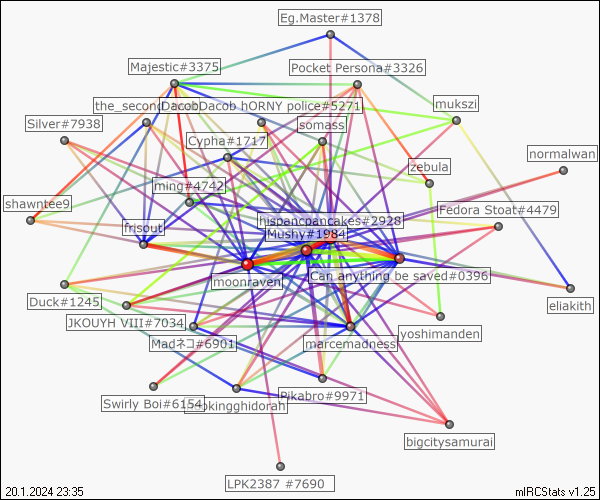 Eg.Master#1378
Majestic#3375
Pocket Persona#3326
the_second
DacobDacob hORNY police#5271
mukszi
Silver#7938
somass
Cypha#1717
normalwan
zebula
ming#4742
shawntee9
Fedora Stoat#4479
hispancpancakes#2928
frisout
Mushy#1984
Can anything be saved#0396
moonraven
eliakith
Duck#1245
JKOUYH VIII#7034
yoshimanden
Madネコ#6901
marcemadness
Pikabro#9971
Swirly Boi#6154
kingghidorah
bigcitysamurai
LPK2387 #7690
20.1.2024 23:35
mIRCStats v1.25